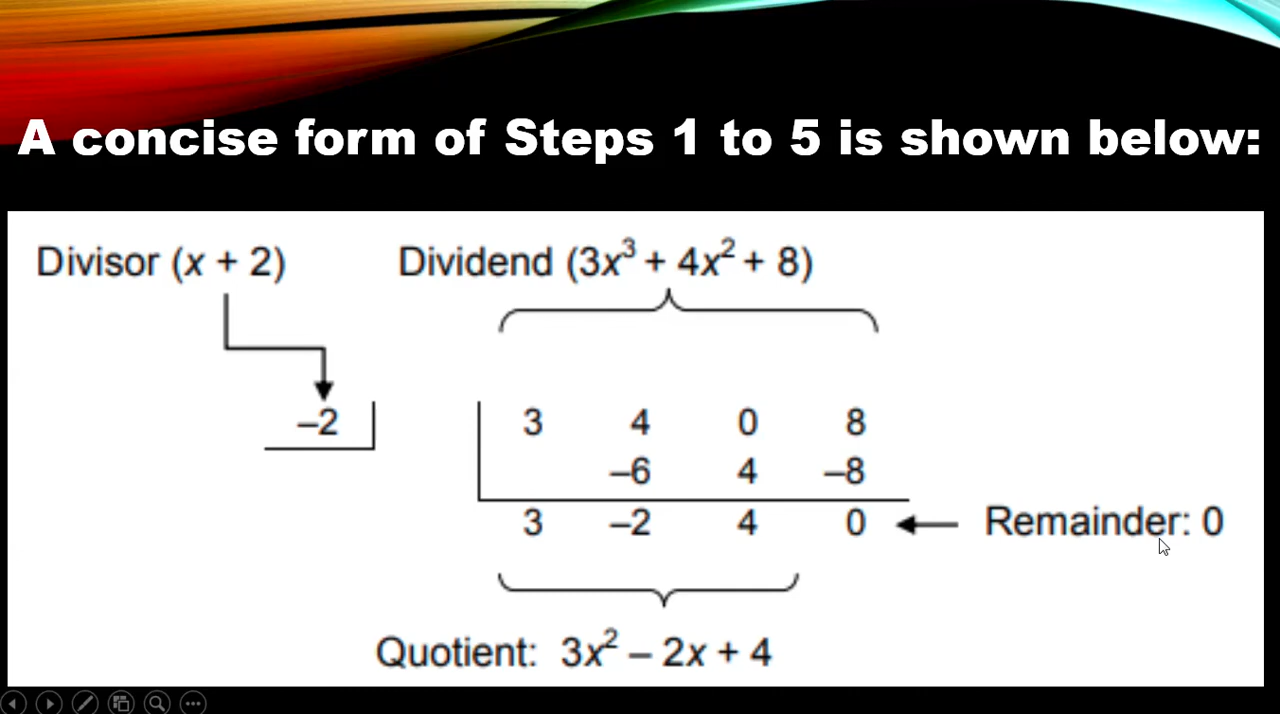 A concise form of Steps 1 to 5 is shown below:
Divisor (x + 2) Dividend (3x³ + 4x² + 8)
–2 3 4 0 8
–6 4 –8
3 –2 4 0 Remainder: 0
Quotient: 3x² – 2x + 4